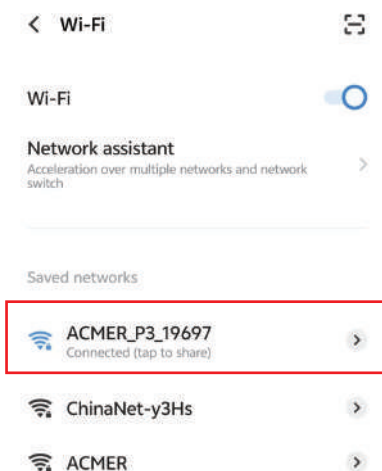 Wi-Fi
Wi-Fi
Network assistant
Acceleration over multiple networks and network
switch
Saved networks
ACMER_P3_19697
Connected (tap to share)
ChinaNet-y3Hs
ACMER